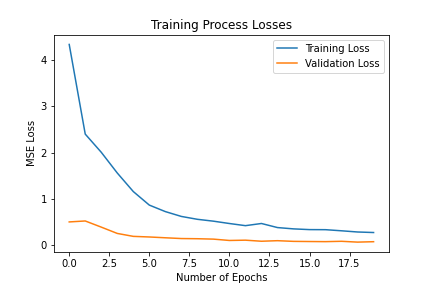 Training Process Losses
Training Loss
Validation Loss
MSE Loss
4
3
2
1
0
0.0 2.5 5.0 7.5 10.0 12.5 15.0 17.5
Number of Epochs